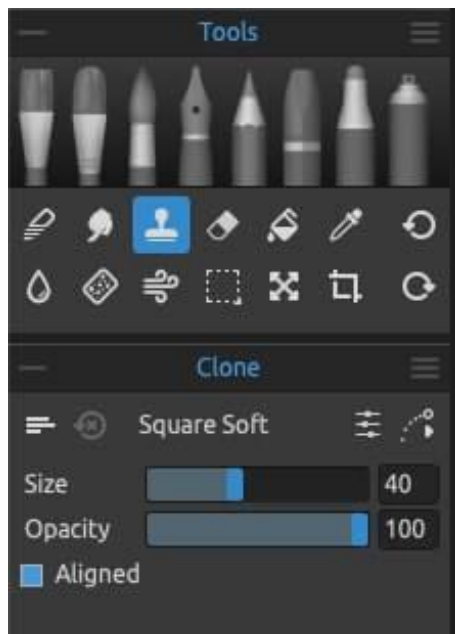 Tools
Clone
Square Soft
Size 40
Opacity 100
Aligned